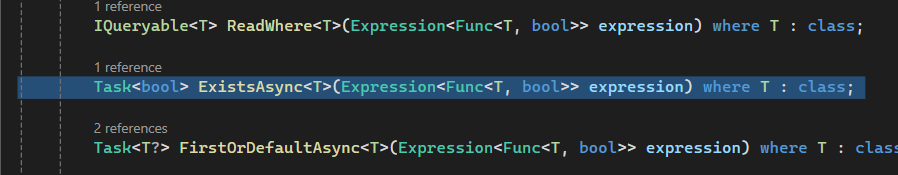 1 reference
IQueryable<T> ReadWhere<T>(Expression<Func<T, bool>> expression) where T : class;
1 reference
Task<bool> ExistsAsync<T>(Expression<Func<T, bool>> expression) where T : class;
2 references
Task<T?> FirstOrDefaultAsync<T>(Expression<Func<T, bool>> expression) where T : class